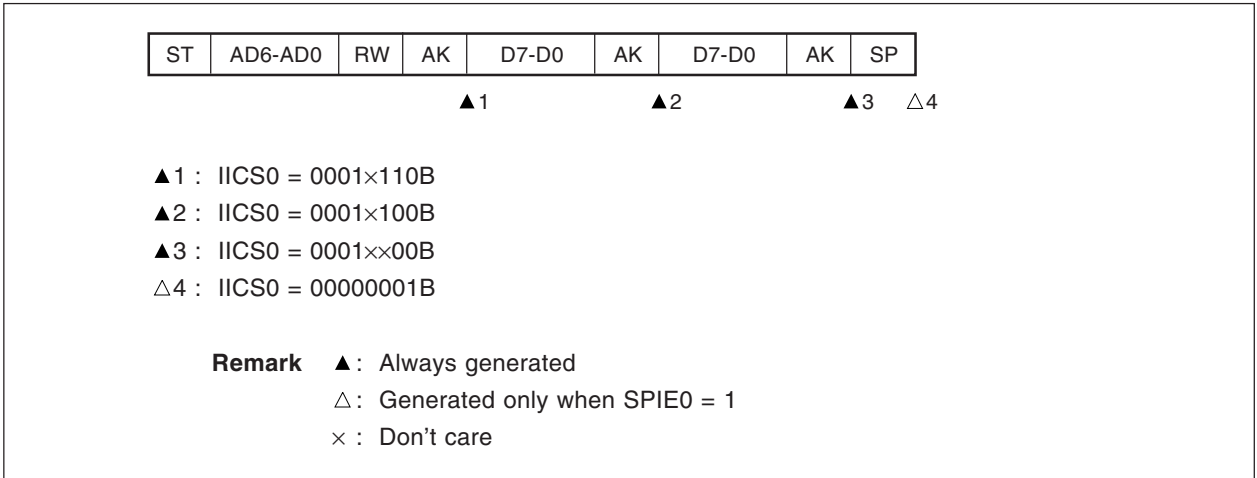 ST AD6-AD0 RW AK D7-D0 AK D7-D0 AK SP
▲1 ▲2 ▲3 △4
▲1 : IICS0 = 0001×110B
▲2 : IICS0 = 0001×100B
▲3 : IICS0 = 0001××00B
△4 : IICS0 = 00000001B
Remark ▲: Always generated
△: Generated only when SPIE0 = 1
× : Don't care